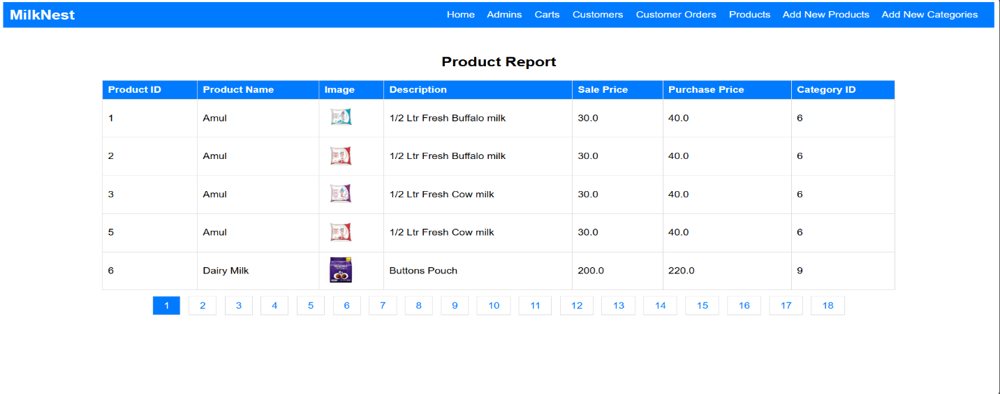 MilkNest Home Admins Carts Customers Customer Orders Products Add New Products Add New Categories
Product Report
Product ID Product Name Image Description Sale Price Purchase Price Category ID
1 Amul 1/2 Ltr Fresh Buffalo milk 30.0 40.0 6
2 Amul 1/2 Ltr Fresh Buffalo milk 30.0 40.0 6
3 Amul 1/2 Ltr Fresh Cow milk 30.0 40.0 6
5 Amul 1/2 Ltr Fresh Cow milk 30.0 40.0 6
6 Dairy Milk Buttons Pouch 200.0 220.0 9
1 2 3 4 5 6 7 8 9 10 11 12 13 14 15 16 17 18